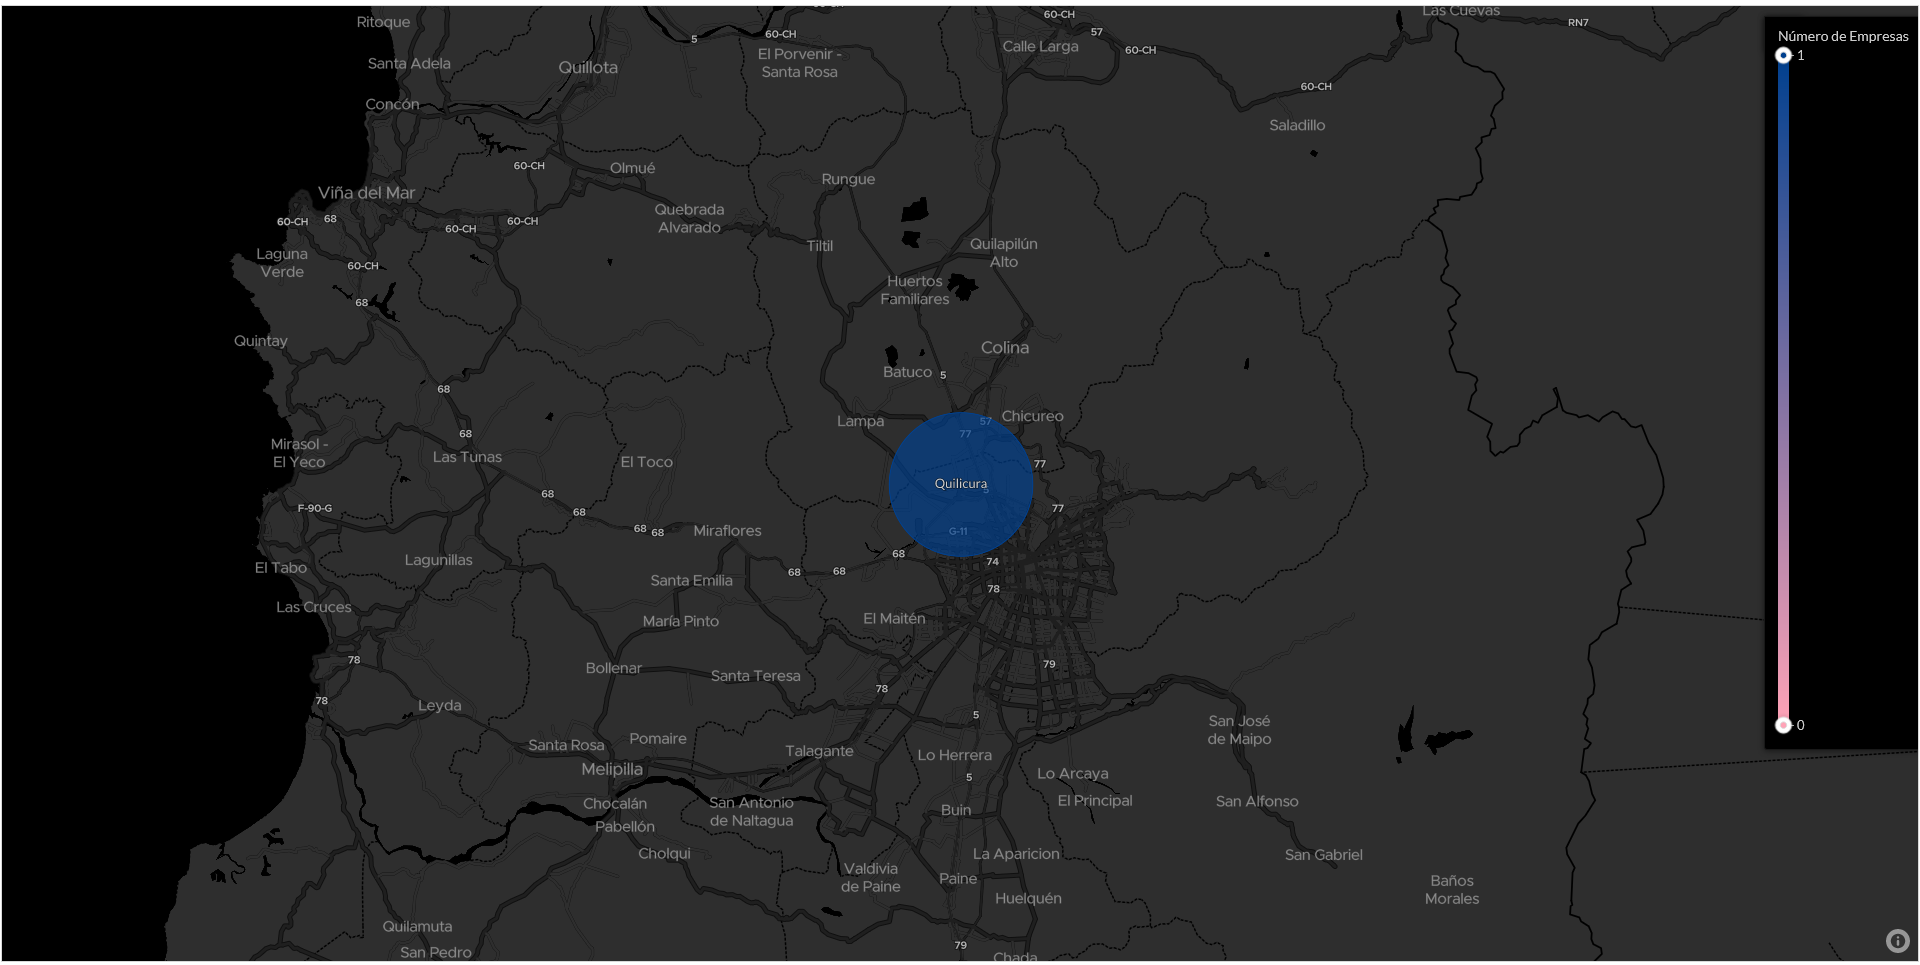 Ritoque
60-CH
Las Cuevas
RN7
5
60-CH
57
Calle Larga
60-CH
Número de Empresas
1
Santa Adela
Quillota
El Porvenir -
Santa Rosa
60-CH
Concón
Saladillo
60-CH
Olmué
Rungue
Viña del Mar
60-CH
68
60-CH
60-CH
Quebrada
Alvarado
Tiltil
Quilapilún
Alto
Laguna
Verde
60-CH
68
Huertos
Familiares
Quintay
Colina
Batuco
5
68
Lampa
57
Chicureo
77
68
Mirasol -
El Yeco
Las Tunas
El Toco
77
Quilicura
5
68
F-90-G
68
77
68
68
Miraflores
G-11
68
Lagunillas
El Tabo
68
68
74
Santa Emilia
78
Las Cruces
María Pinto
El Maitén
78
Bollenar
Santa Teresa
79
78
78
Leyda
5
San José
de Maipo
0
Santa Rosa
Pomaire
Talagante
Lo Herrera
Melipilla
5
Lo Arcaya
Chocalán
San Antonio
de Naltagua
Buin
El Principal
San Alfonso
Pabellón
Cholqui
La Aparicion
San Gabriel
Valdivia
de Paine
Paine
Baños
Morales
Huelquén
Quilamuta
79
San Pedro
Chada